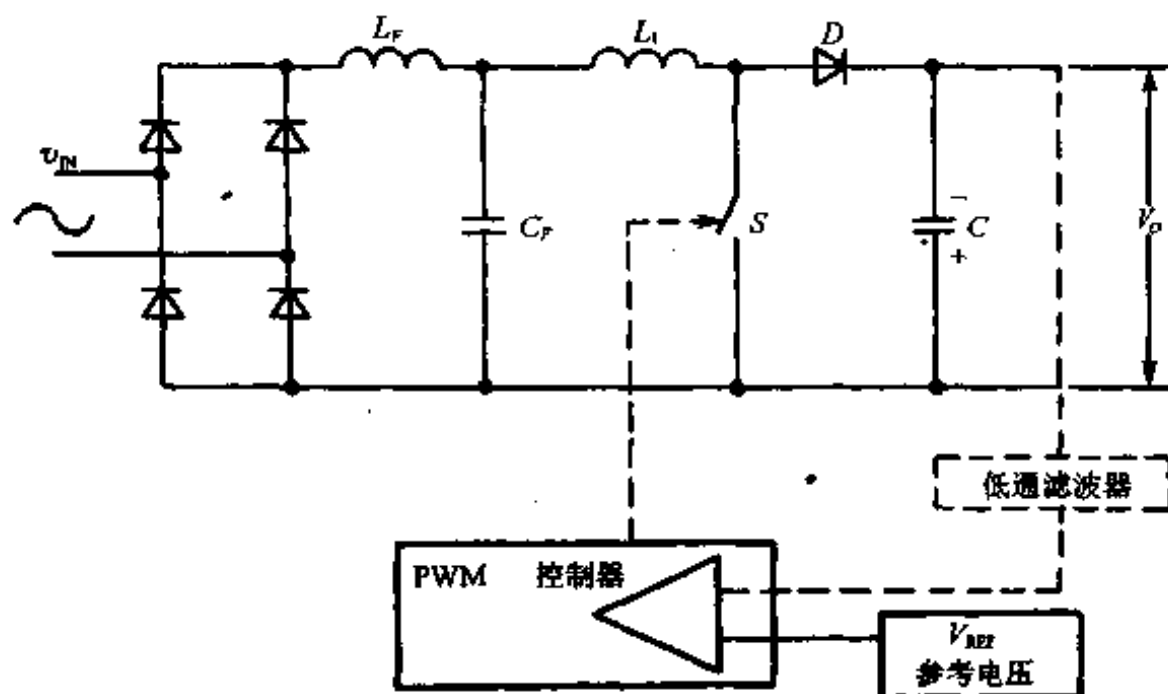 L_F
L_1
D
v_IN
C_F
S
−
C
+
V_o
低通滤波器
PWM 控制器
V_REF
参考电压